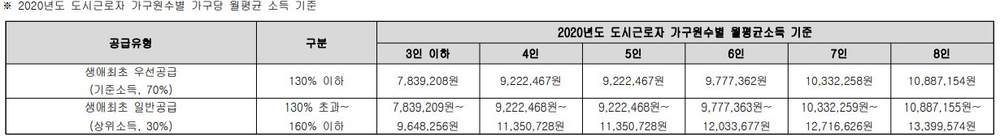 ※ 2020년도 도시근로자 가구원수별 가구당 월평균 소득 기준
공급유형 구분 2020년도 도시근로자 가구원수별 월평균소득 기준
3인 이하 4인 5인 6인 7인 8인
생애최초 우선공급
(기준소득, 70%) 130% 이하 7,839,208원 9,222,467원 9,222,467원 9,777,362원 10,332,258원 10,887,154원
생애최초 일반공급 130% 초과~ 7,839,209원~ 9,222,468원~ 9,222,468원~ 9,777,363원~ 10,332,259원~ 10,887,155원~
(상위소득, 30%) 160% 이하 9,648,256원 11,350,728원 11,350,728원 12,033,677원 12,716,626원 13,399,574원